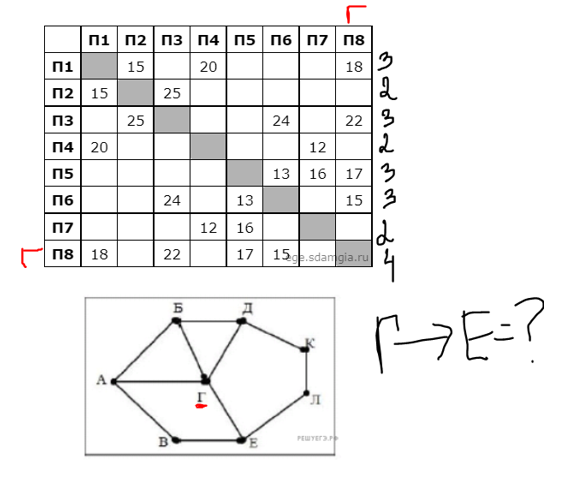 Г
П1 П2 П3 П4 П5 П6 П7 П8
П1 15 20 18 3
П2 15 25 2
П3 25 24 22 3
П4 20 12 2
П5 13 16 17 3
П6 24 13 15 3
П7 12 16 2
Г П8 18 22 17 15 4
ege.sdamgia.ru
Б Д
К
А
Г
Л
В Е
РЕШУЕГЭ.РФ
Г→E=?